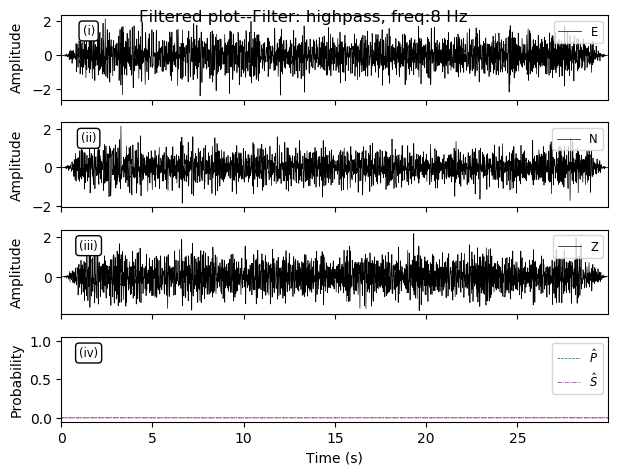 Filtered plot--Filter: highpass, freq:8 Hz
2
0
−2
Amplitude
(i)
E
2
0
−2
Amplitude
(ii)
N
2
0
Amplitude
(iii)
Z
1.0
0.5
0.0
Probability
(iv)
P̂
Ŝ
0 5 10 15 20 25
Time (s)